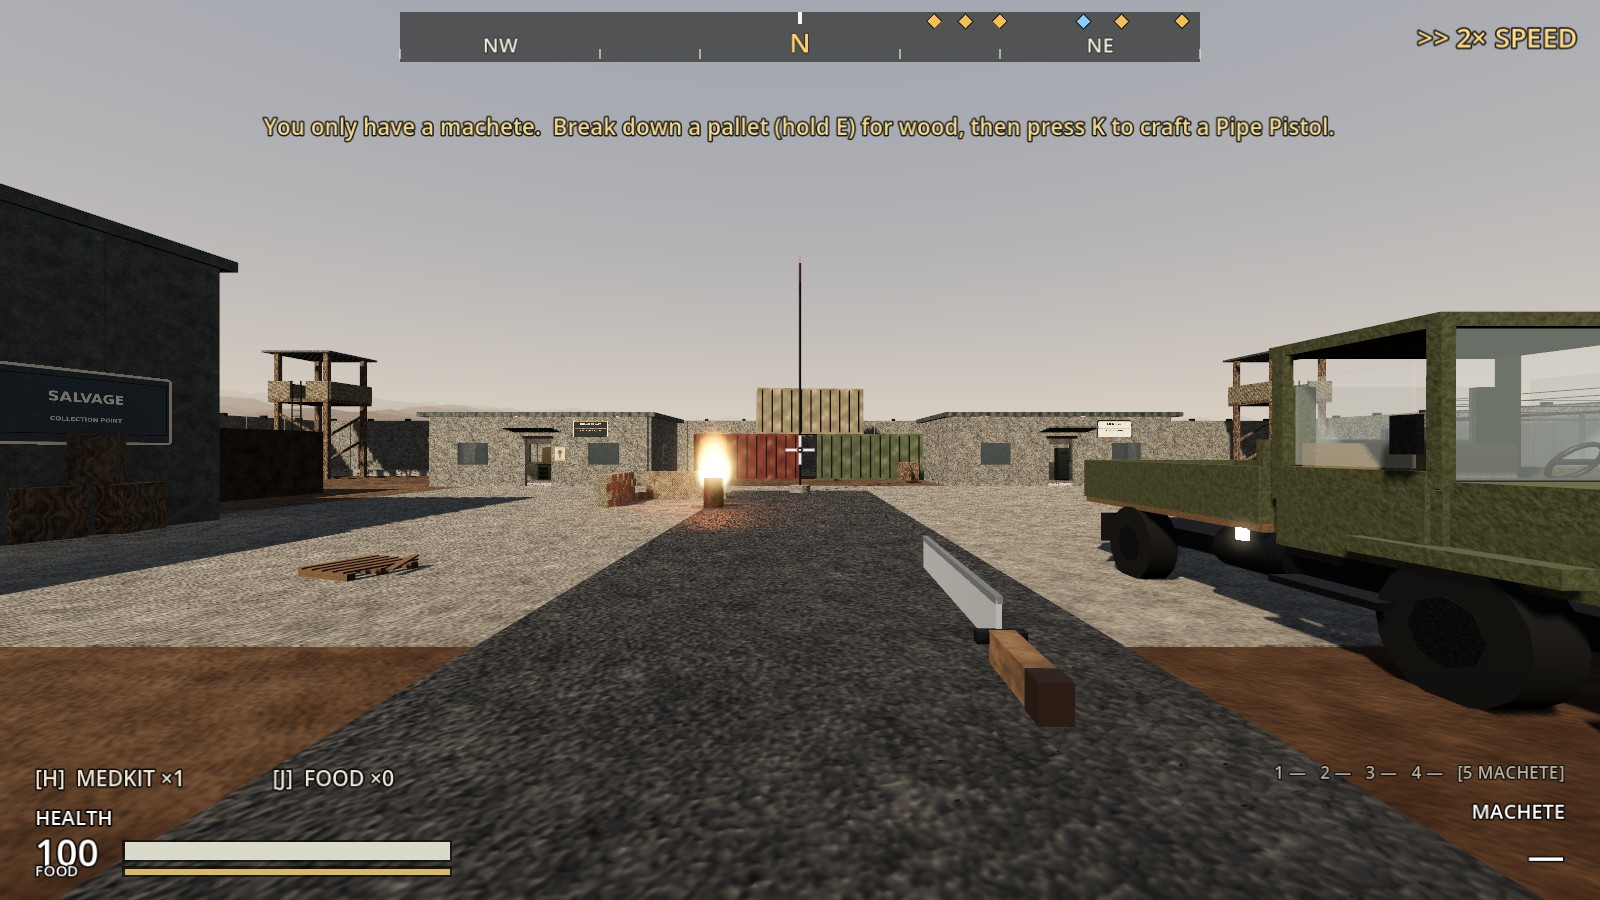 NW N NE
>> 2× SPEED
You only have a machete. Break down a pallet (hold E) for wood, then press K to craft a Pipe Pistol.
SALVAGE
COLLECTION POINT
[H] MEDKIT ×1 [J] FOOD ×0
1 — 2 — 3 — 4 — [5 MACHETE]
HEALTH
MACHETE
100
FOOD